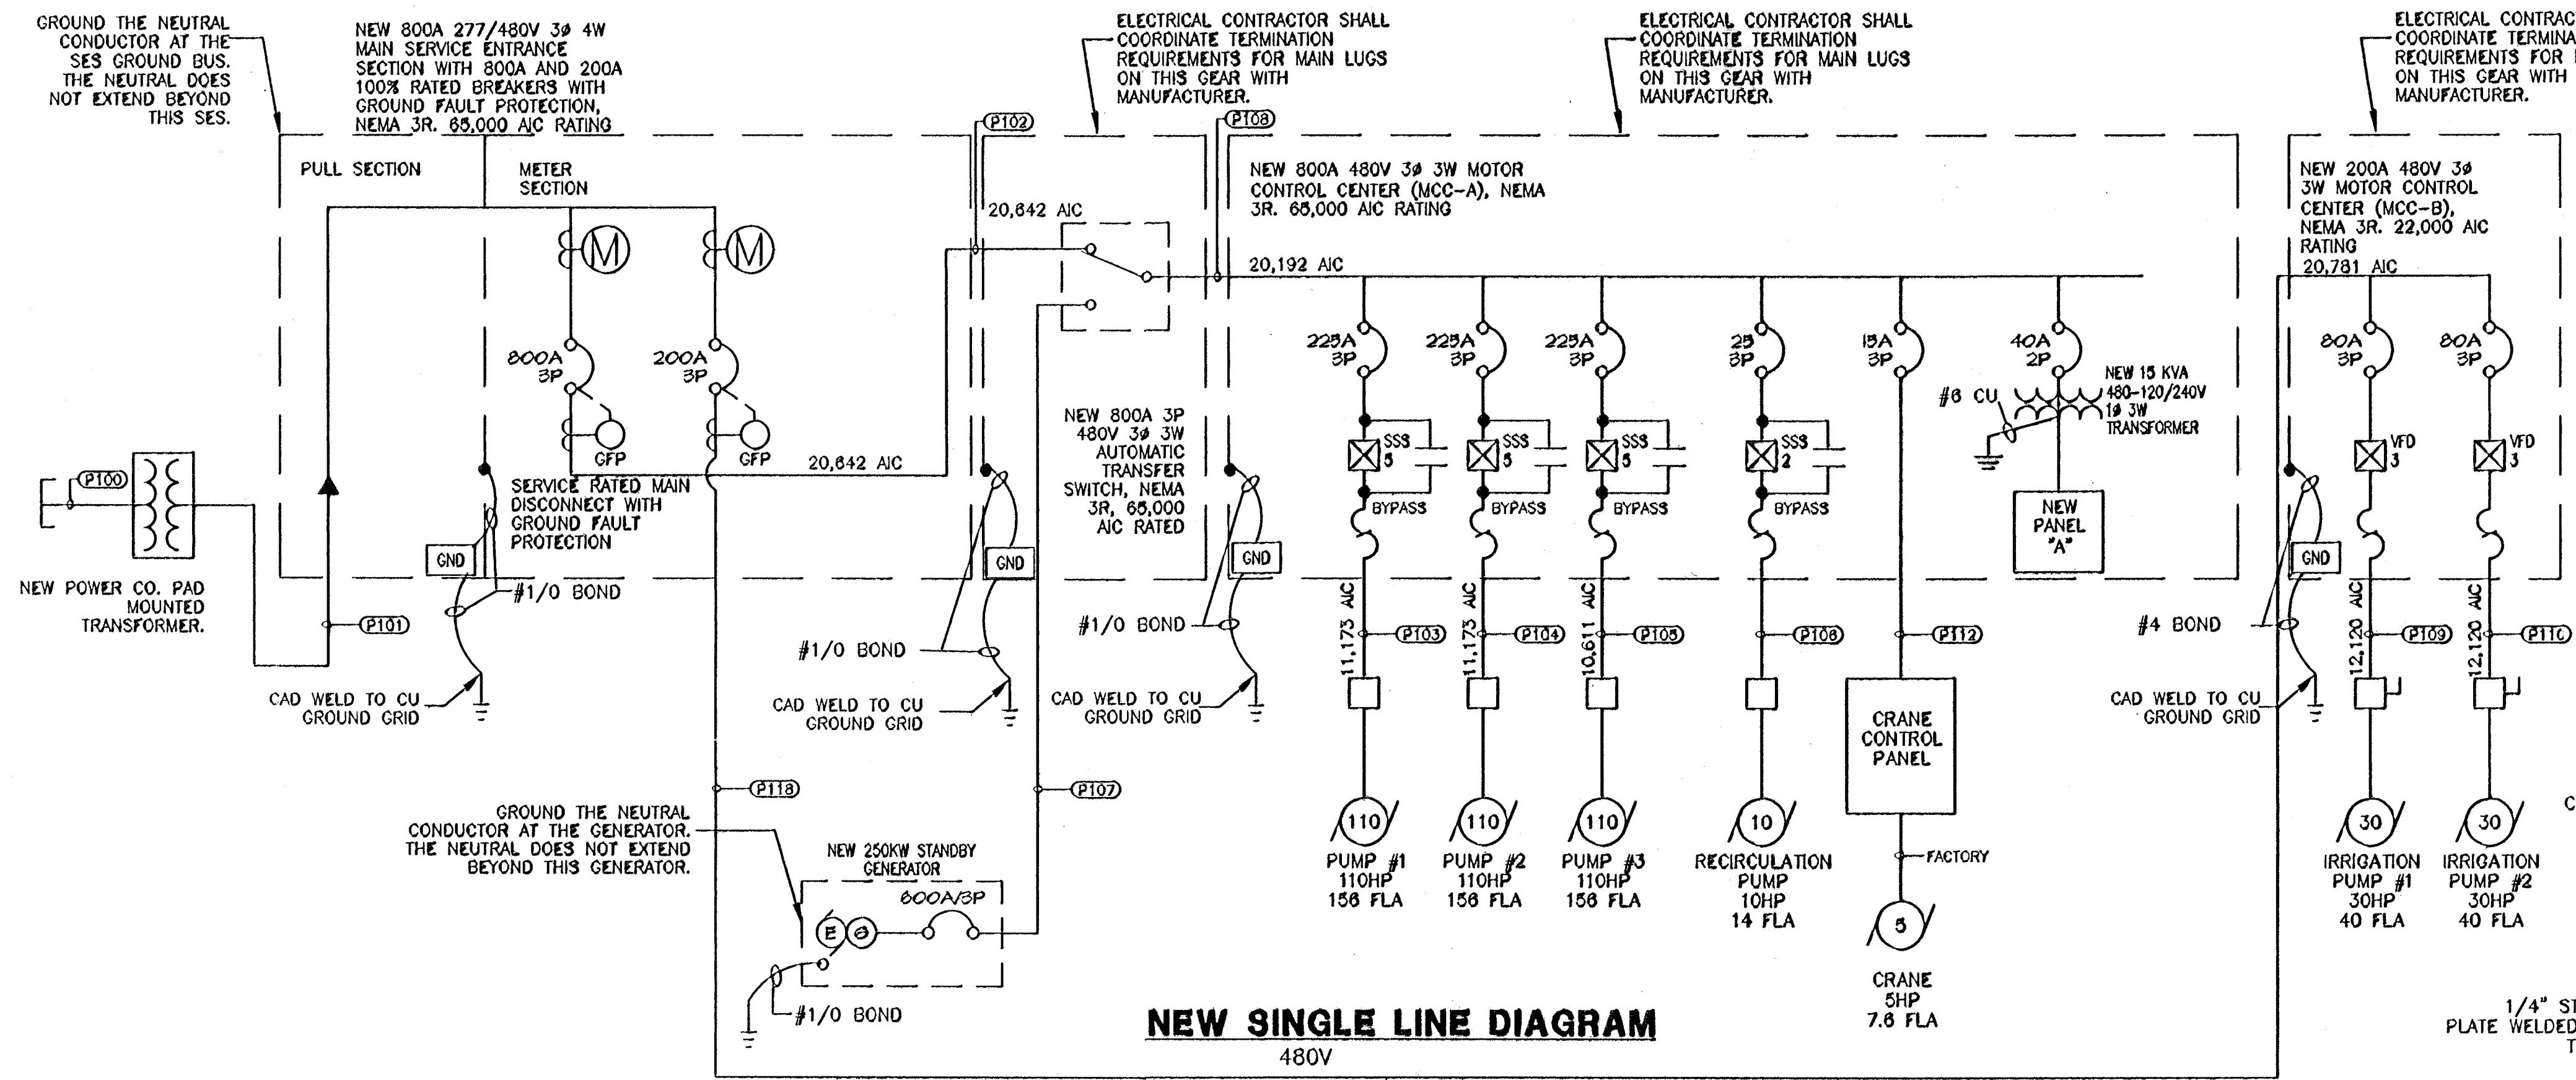 GROUND THE NEUTRAL
CONDUCTOR AT THE
SES GROUND BUS.
THE NEUTRAL DOES
NOT EXTEND BEYOND
THIS SES.
NEW 800A 277/480V 3ø 4W
MAIN SERVICE ENTRANCE
SECTION WITH 800A AND 200A
100% RATED BREAKERS WITH
GROUND FAULT PROTECTION,
NEMA 3R. 65,000 AIC RATING
ELECTRICAL CONTRACTOR SHALL
COORDINATE TERMINATION
REQUIREMENTS FOR MAIN LUGS
ON THIS GEAR WITH
MANUFACTURER.
ELECTRICAL CONTRACTOR SHALL
COORDINATE TERMINATION
REQUIREMENTS FOR MAIN LUGS
ON THIS GEAR WITH
MANUFACTURER.
ELECTRICAL CONTRAC
COORDINATE TERMINA
REQUIREMENTS FOR
ON THIS GEAR WITH
MANUFACTURER.
P102
P108
PULL SECTION
METER
SECTION
NEW 800A 480V 3ø 3W MOTOR
CONTROL CENTER (MCC-A), NEMA
3R. 65,000 AIC RATING
NEW 200A 480V 3ø
3W MOTOR CONTROL
CENTER (MCC-B),
NEMA 3R. 22,000 AIC
RATING
20,642 AIC
20,192 AIC
20,781 AIC
M
M
800A
3P
200A
3P
GFP
GFP
20,642 AIC
225A
3P
225A
3P
225A
3P
25
3P
15A
3P
40A
2P
80A
3P
80A
3P
#6 CU
NEW 15 KVA
480-120/240V
1ø 3W
TRANSFORMER
NEW 800A 3P
480V 3ø 3W
AUTOMATIC
TRANSFER
SWITCH, NEMA
3R, 65,000
AIC RATED
SSS
5
SSS
5
SSS
5
SSS
2
VFD
3
VFD
3
BYPASS
BYPASS
BYPASS
BYPASS
NEW
PANEL
"A"
P100
SERVICE RATED MAIN
DISCONNECT WITH
GROUND FAULT
PROTECTION
GND
GND
GND
GND
NEW POWER CO. PAD
MOUNTED
TRANSFORMER.
P101
#1/0 BOND
#1/0 BOND
#1/0 BOND
#4 BOND
11,173 AIC
P103
11,173 AIC
P104
10,611 AIC
P105
P106
P112
12,120 AIC
P109
12,120 AIC
P110
CAD WELD TO CU
GROUND GRID
CAD WELD TO CU
GROUND GRID
CAD WELD TO CU
GROUND GRID
CAD WELD TO CU
GROUND GRID
CRANE
CONTROL
PANEL
P118
P107
GROUND THE NEUTRAL
CONDUCTOR AT THE GENERATOR.
THE NEUTRAL DOES NOT EXTEND
BEYOND THIS GENERATOR.
NEW 250KW STANDBY
GENERATOR
600A/3P
E
G
#1/0 BOND
110
PUMP #1
110HP
156 FLA
110
PUMP #2
110HP
156 FLA
110
PUMP #3
110HP
156 FLA
10
RECIRCULATION
PUMP
10HP
14 FLA
FACTORY
5
CRANE
5HP
7.6 FLA
30
IRRIGATION
PUMP #1
30HP
40 FLA
30
IRRIGATION
PUMP #2
30HP
40 FLA
C
1/4" ST
PLATE WELDED
T
NEW SINGLE LINE DIAGRAM
480V